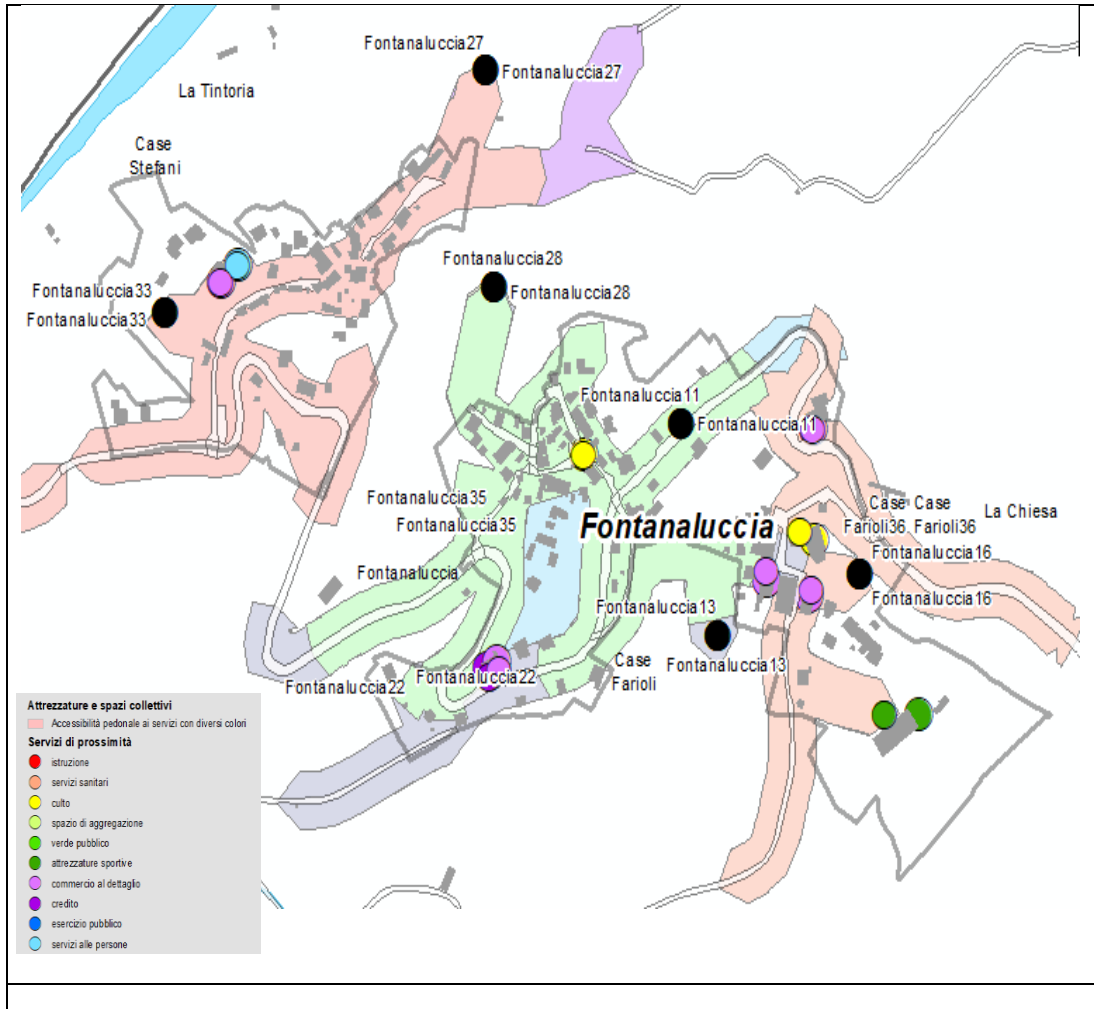 Fontanaluccia27
Fontanaluccia27
La Tintoria
Case
Stefani
Fontanaluccia28
Fontanaluccia28
Fontanaluccia33
Fontanaluccia33
Fontanaluccia11
Fontanaluccia11
Fontanaluccia35
Fontanaluccia35
Fontanaluccia
Case Case
Farioli36 Farioli36
La Chiesa
Fontanaluccia16
Fontanaluccia16
Fontanaluccia
Fontanaluccia13
Fontanaluccia13
Case
Farioli
Fontanaluccia22
Fontanaluccia22
Attrezzature e spazi collettivi
Accessibilità pedonale ai servizi con diversi colori
Servizi di prossimità
istruzione
servizi sanitari
culto
spazio di aggregazione
verde pubblico
attrezzature sportive
commercio al dettaglio
credito
esercizio pubblico
servizi alle persone